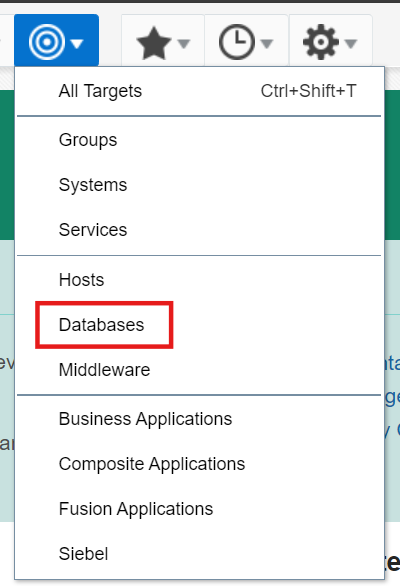 All Targets Ctrl+Shift+T
Groups
Systems
Services
Hosts
Databases
Middleware
Business Applications
Composite Applications
Fusion Applications
Siebel